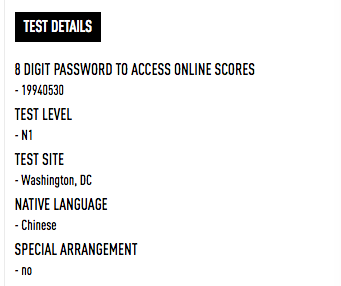 TEST DETAILS
8 DIGIT PASSWORD TO ACCESS ONLINE SCORES
- 19940530
TEST LEVEL
- N1
TEST SITE
- Washington, DC
NATIVE LANGUAGE
- Chinese
SPECIAL ARRANGEMENT
- no